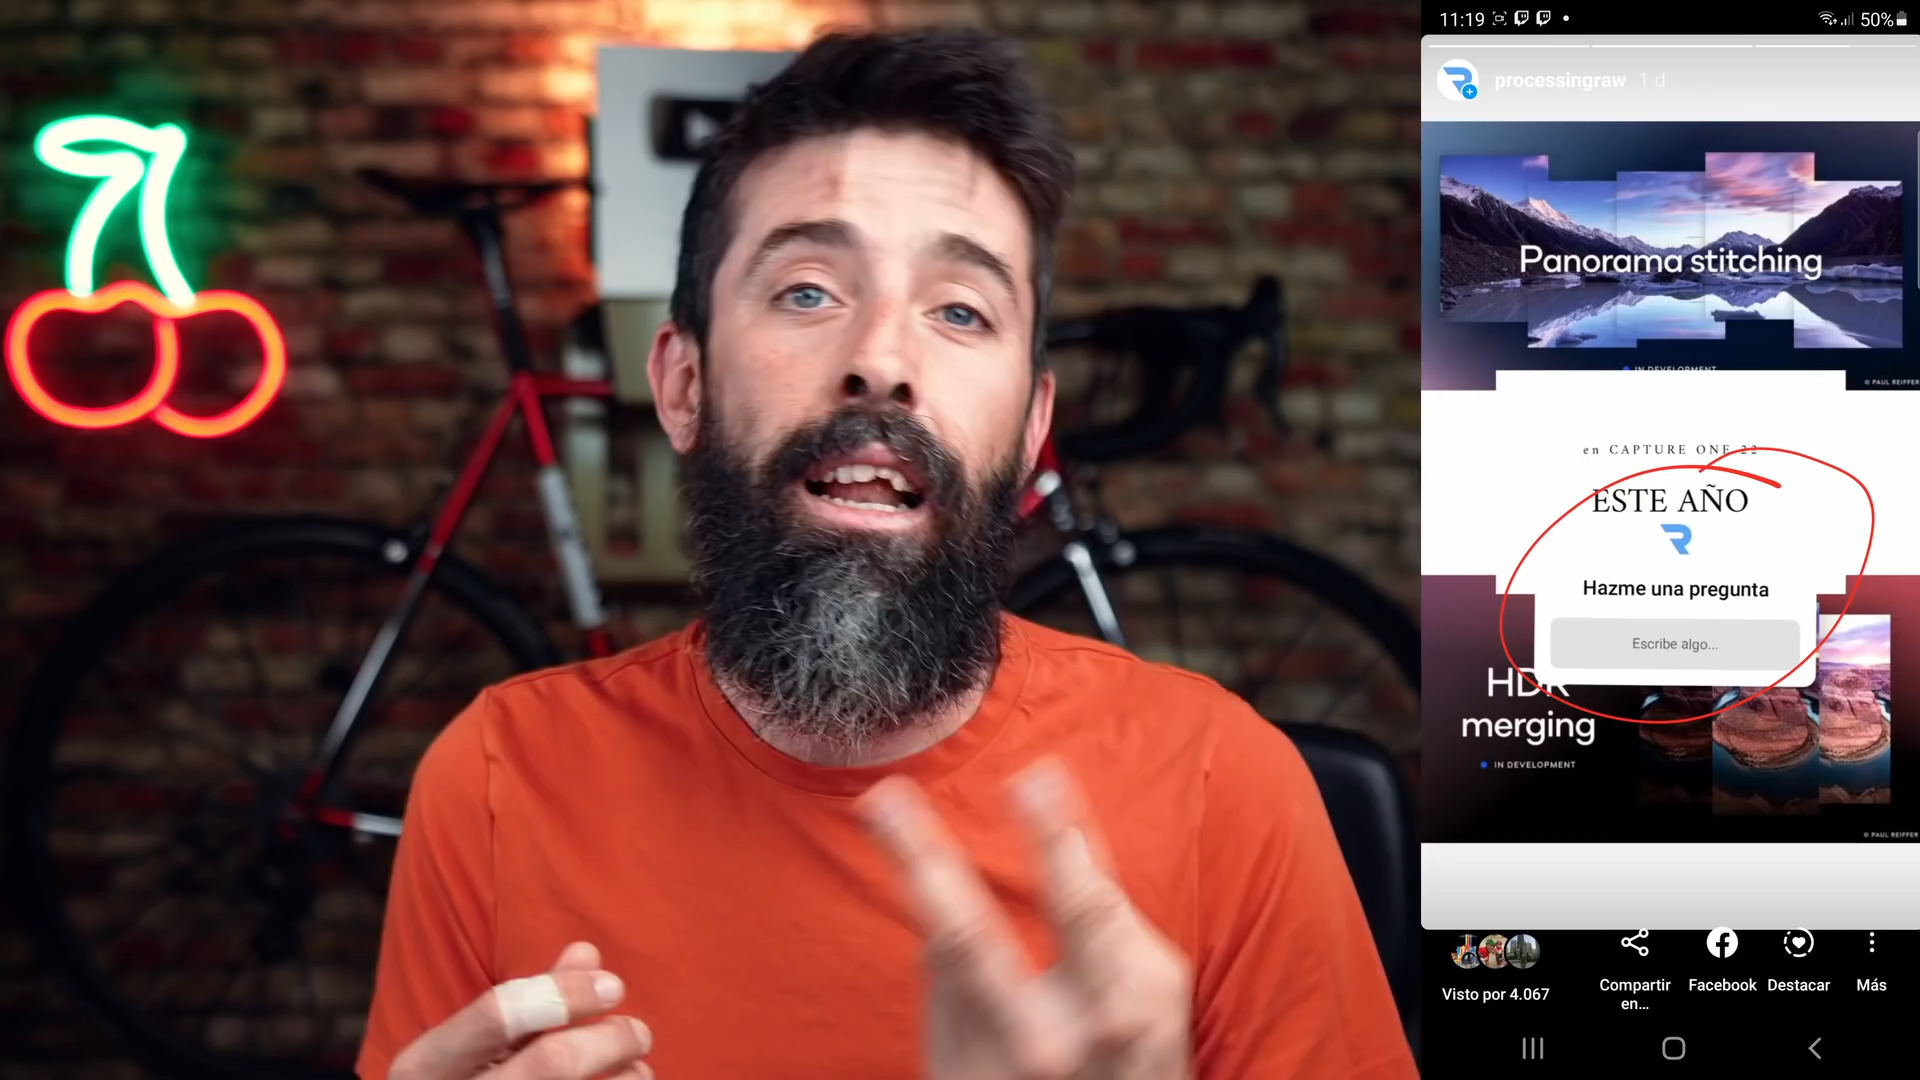 11:19
50%
processingraw 1 d
Panorama stitching
IN DEVELOPMENT
© PAUL REIFFER
en CAPTURE ONE 22
ESTE AÑO
Hazme una pregunta
Escribe algo...
HDR
merging
IN DEVELOPMENT
© PAUL REIFFER
Visto por 4.067
Compartir
en...
Facebook
Destacar
Más